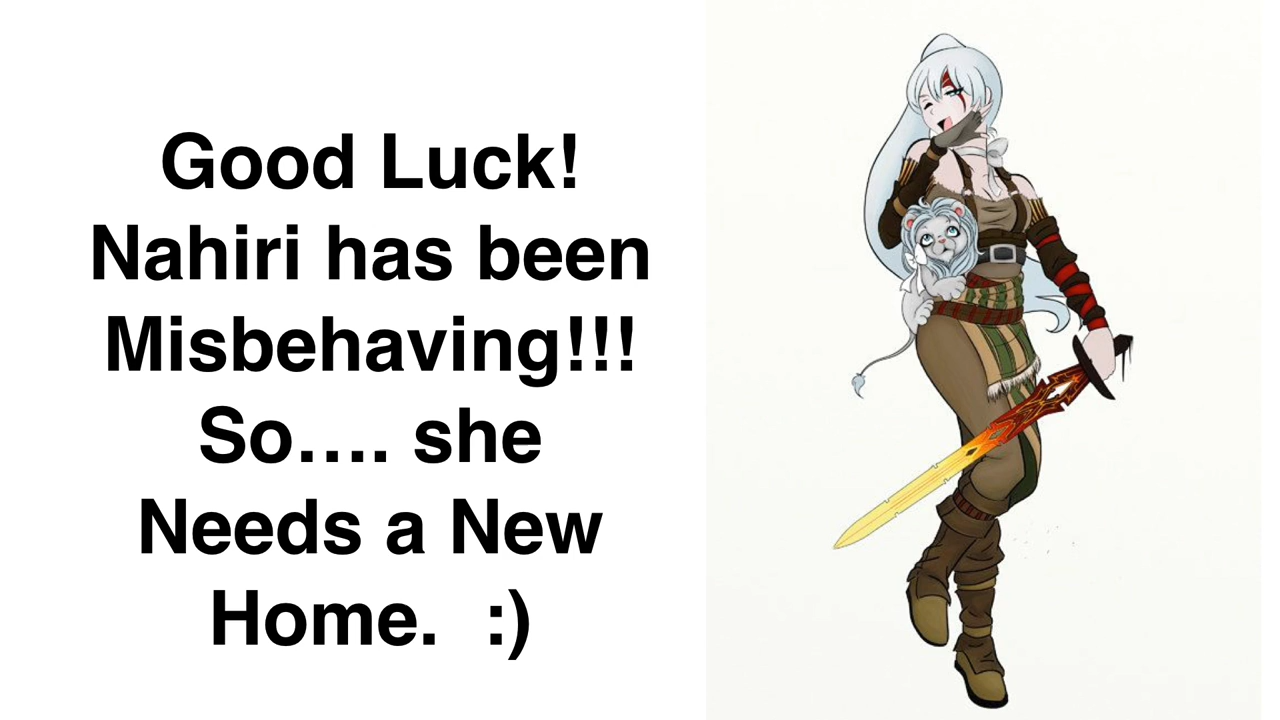 Good Luck!
Nahiri has been
Misbehaving!!!
So.... she
Needs a New
Home.  :)